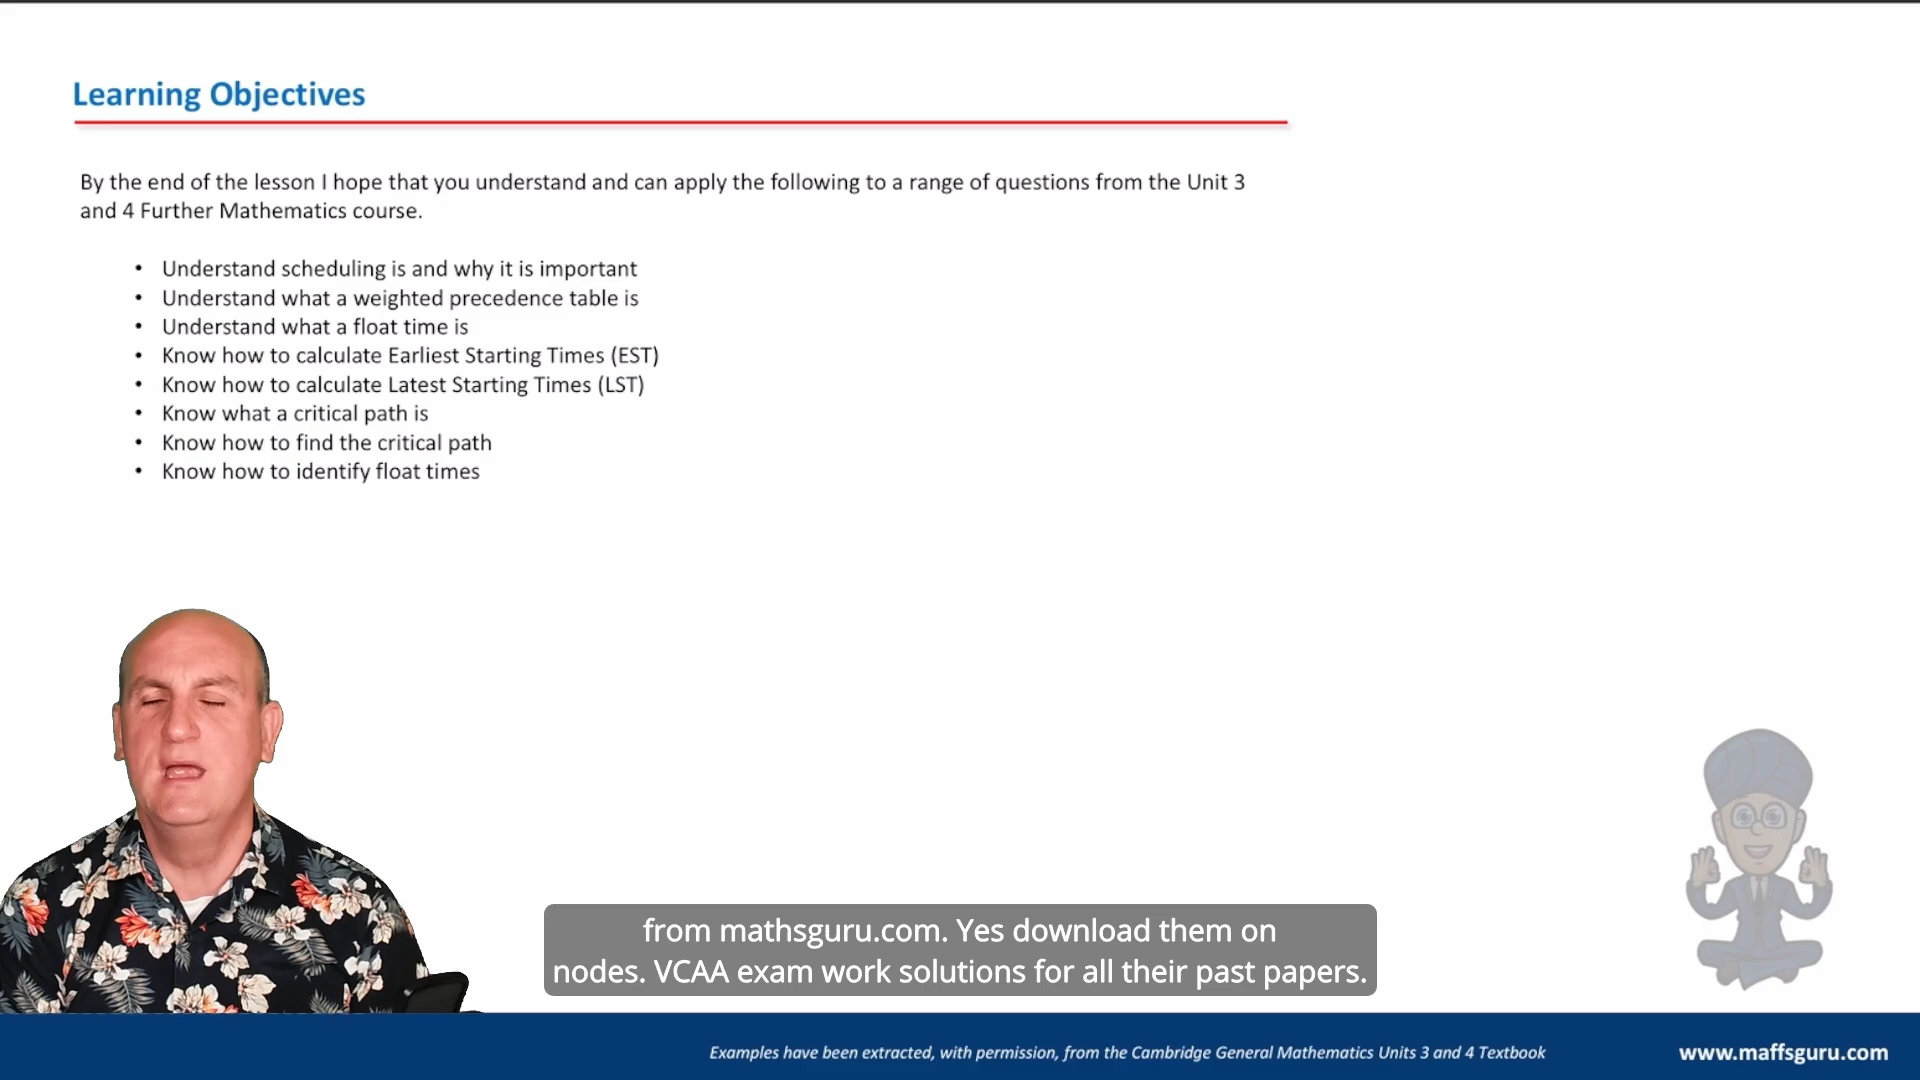 Learning Objectives
By the end of the lesson I hope that you understand and can apply the following to a range of questions from the Unit 3
and 4 Further Mathematics course.
• Understand scheduling is and why it is important
• Understand what a weighted precedence table is
• Understand what a float time is
• Know how to calculate Earliest Starting Times (EST)
• Know how to calculate Latest Starting Times (LST)
• Know what a critical path is
• Know how to find the critical path
• Know how to identify float times
from mathsguru.com. Yes download them on
nodes. VCAA exam work solutions for all their past papers.
Examples have been extracted, with permission, from the Cambridge General Mathematics Units 3 and 4 Textbook
www.maffsguru.com